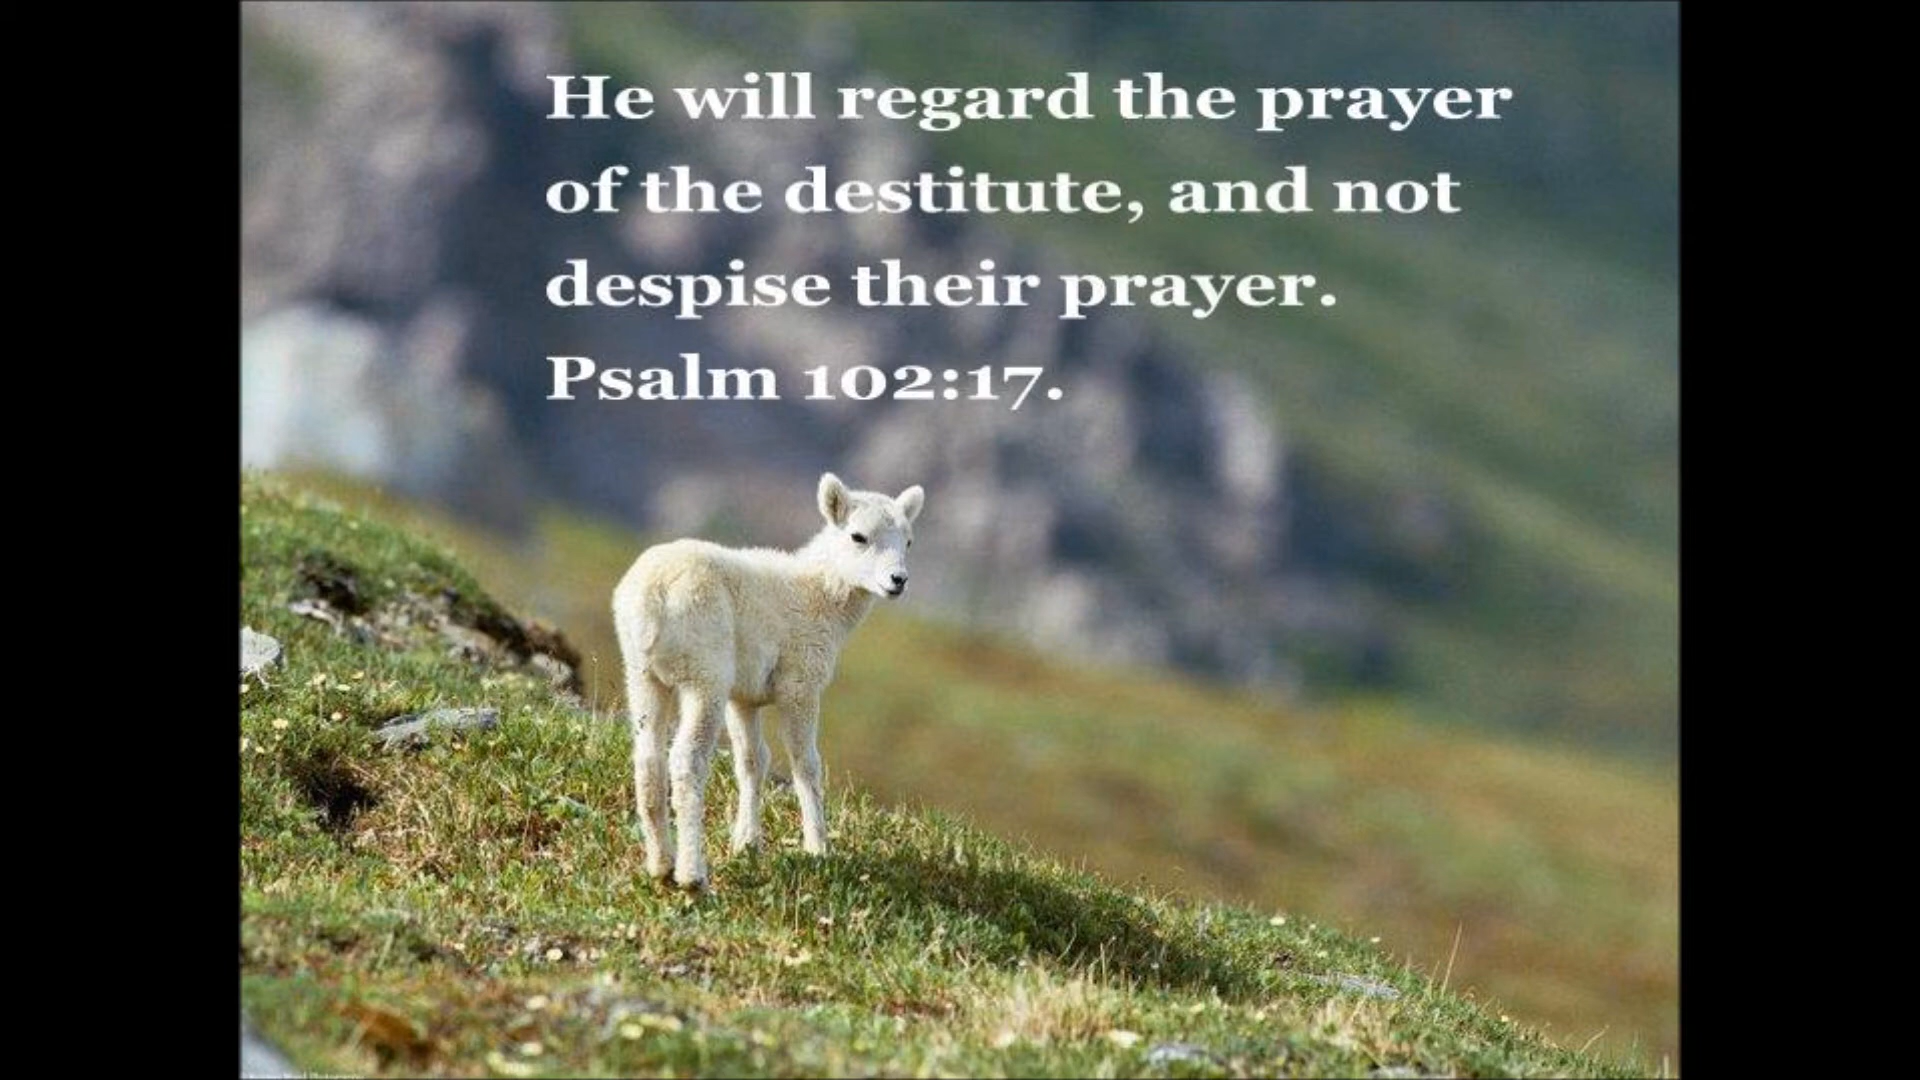 He will regard the prayer
of the destitute, and not
despise their prayer.
Psalm 102:17.